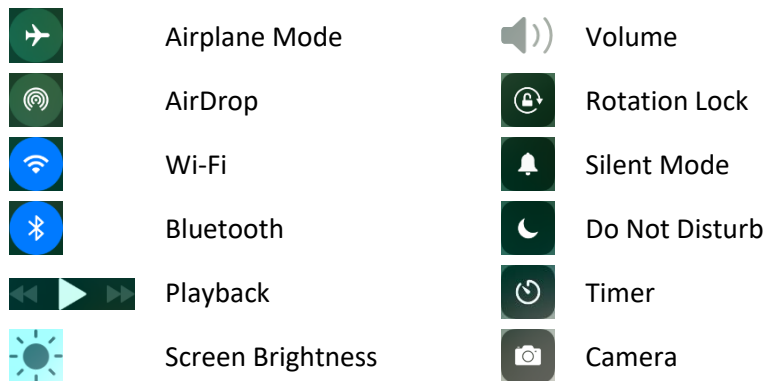 Airplane Mode
Volume
AirDrop
Rotation Lock
Wi-Fi
Silent Mode
Bluetooth
Do Not Disturb
Playback
Timer
Screen Brightness
Camera